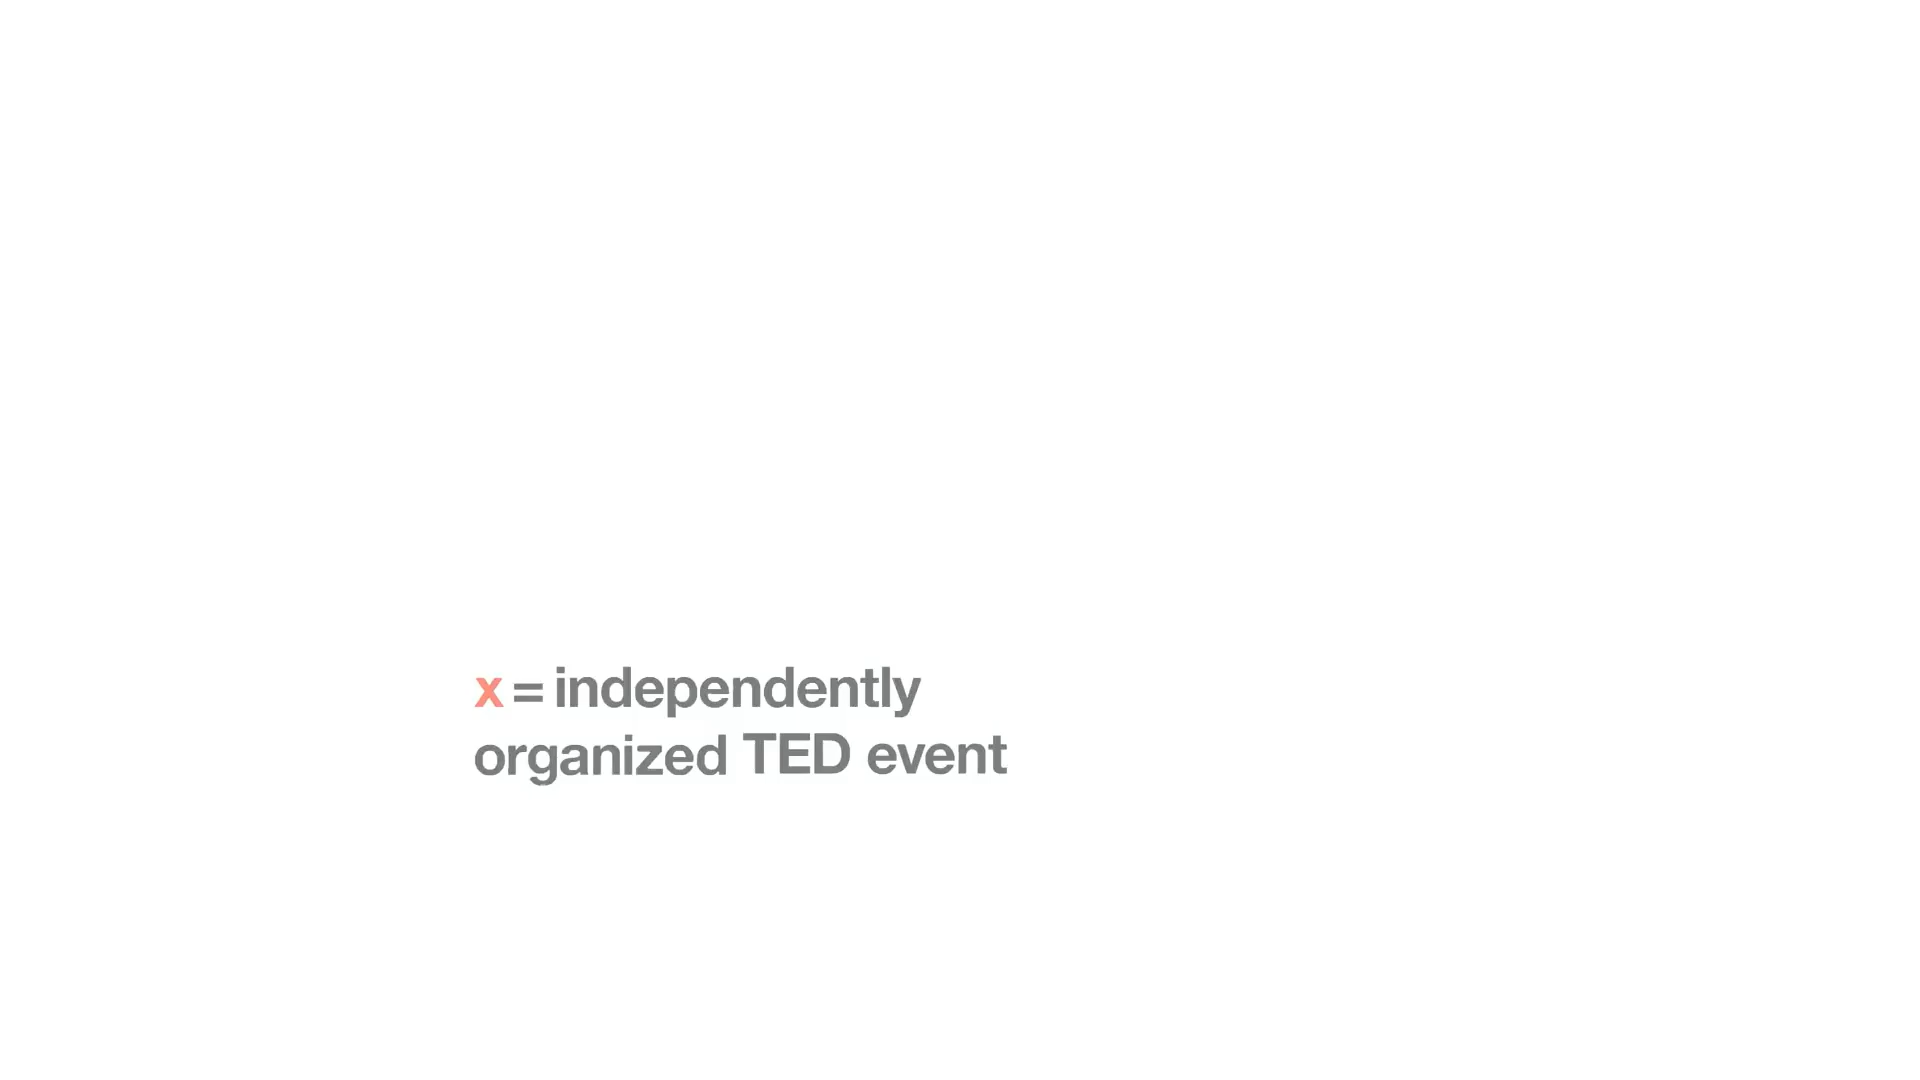 x = independently
organized TED event